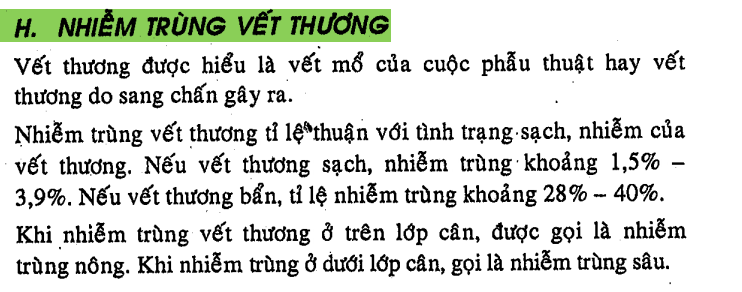 H. NHIỄM TRÙNG VẾT THƯƠNG
Vết thương được hiểu là vết mổ của cuộc phẫu thuật hay vết
thương do sang chấn gây ra.
Nhiễm trùng vết thương tỉ lệ thuận với tình trạng sạch, nhiễm của
vết thương. Nếu vết thương sạch, nhiễm trùng khoảng 1,5% –
3,9%. Nếu vết thương bẩn, tỉ lệ nhiễm trùng khoảng 28% – 40%.
Khi nhiễm trùng vết thương ở trên lớp cân, được gọi là nhiễm
trùng nông. Khi nhiễm trùng ở dưới lớp cân, gọi là nhiễm trùng sâu.